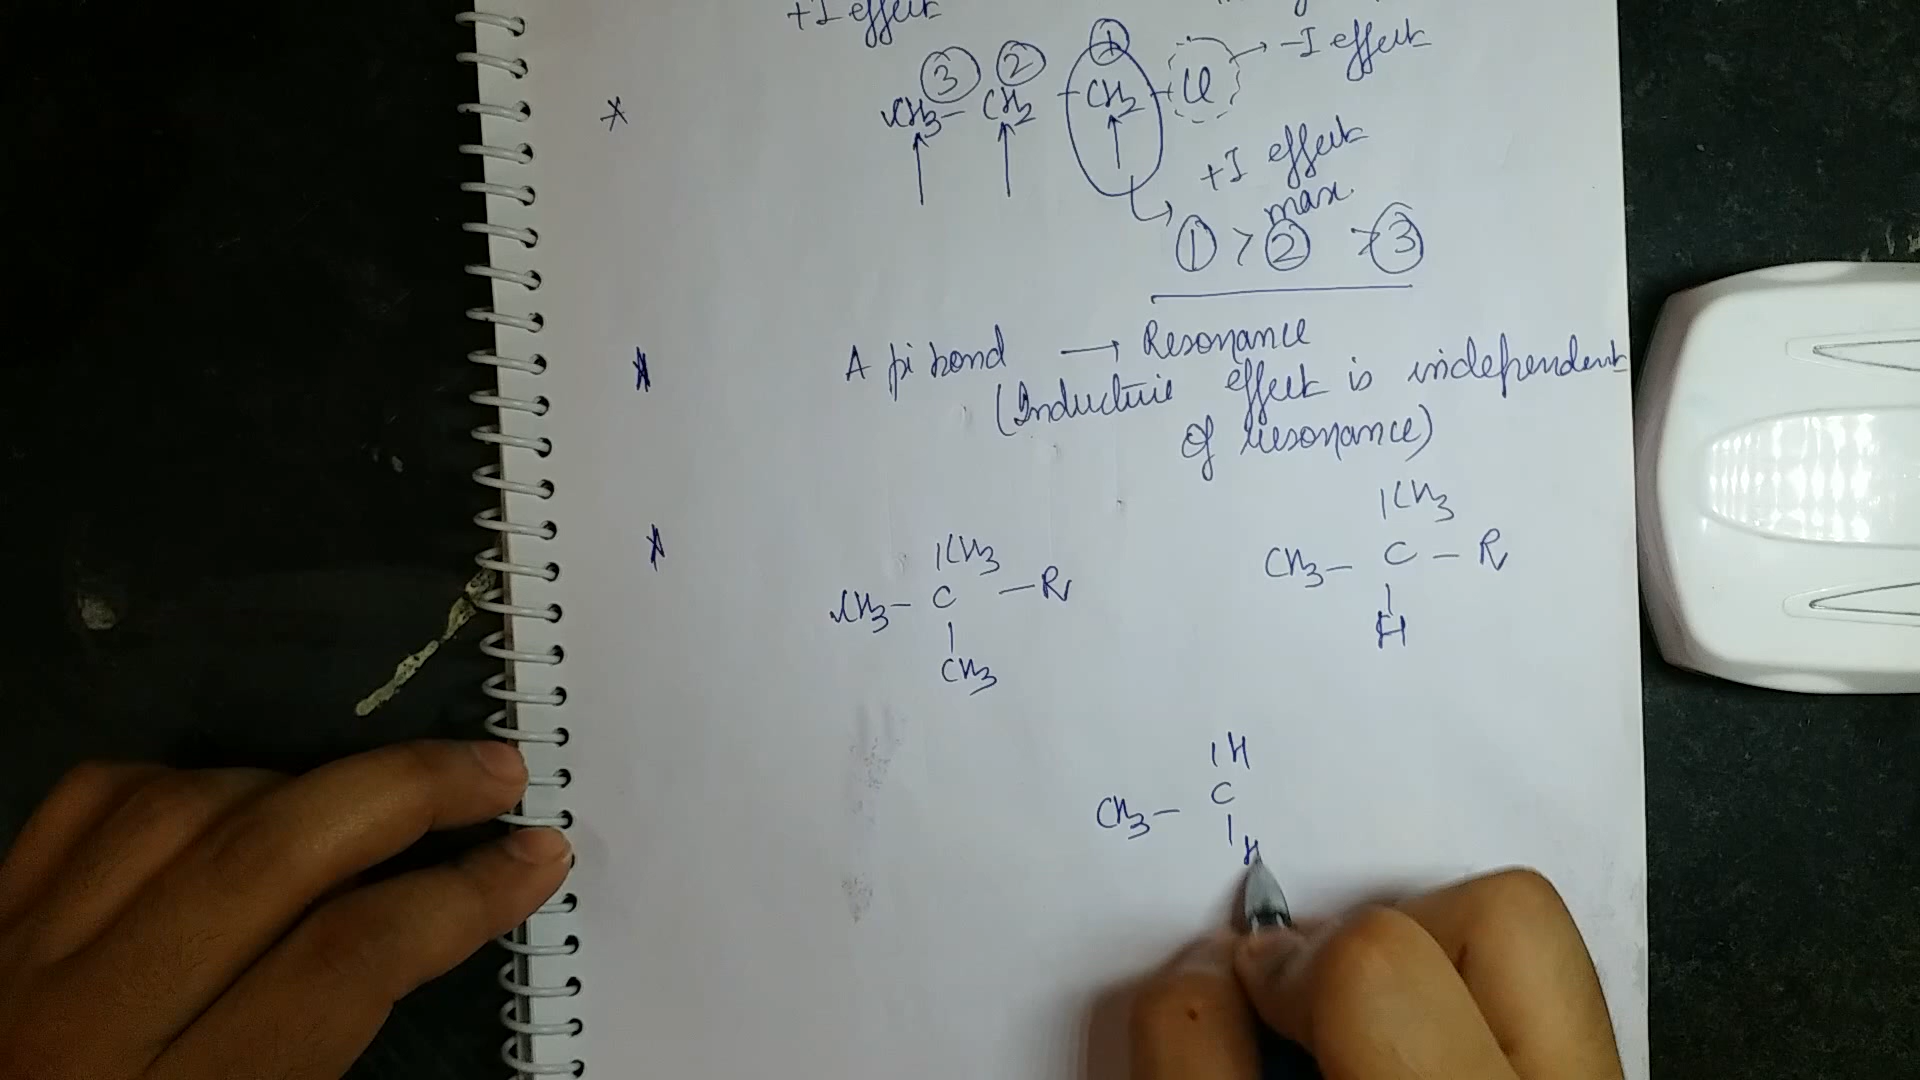 +I effect
③ ② ①
* CH3- CH2 - CH2 - Cl → -I effect
+I effect
max
① > ② > ③
* A pi bond → Resonance
(Inductive effect is independent
of resonance)
* CH3 CH3
CH3- C - R CH3- C - R
CH3 H
H
CH3- C
H